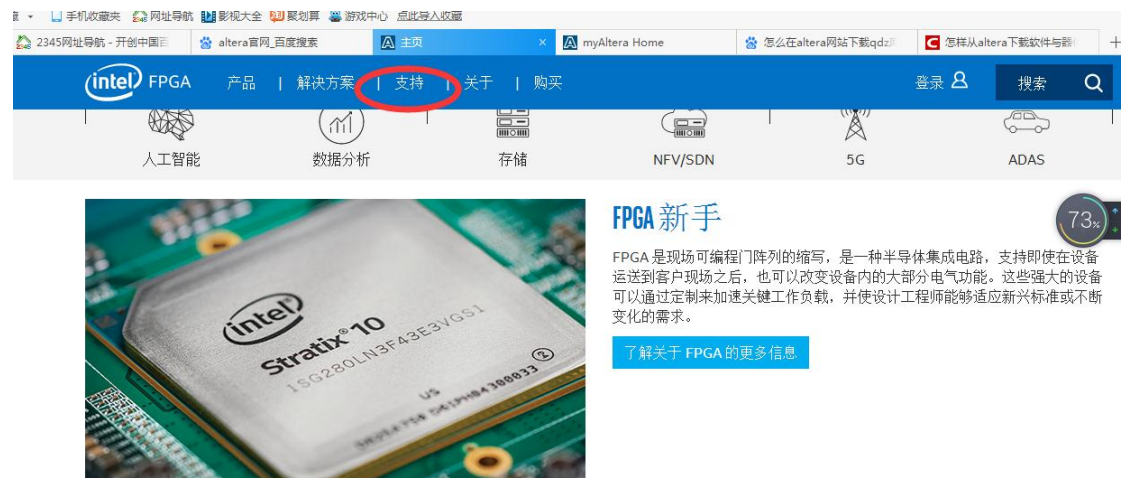 手机收藏夹 网址导航 影视大全 聚划算 游戏中心 点此导入收藏
2345网址导航 - 开创中国百 altera官网_百度搜索 主页 × myAltera Home 怎么在altera网站下载qdz 怎样从altera下载软件与器 +
intel FPGA 产品 | 解决方案 | 支持 | 关于 | 购买 登录 搜索
人工智能 数据分析 存储 NFV/SDN 5G ADAS
FPGA 新手
73%
FPGA 是现场可编程门阵列的缩写，是一种半导体集成电路，支持即使在设备
运送到客户现场之后，也可以改变设备内的大部分电气功能。这些强大的设备
可以通过定制来加速关键工作负载，并使设计工程师能够适应新兴标准或不断
变化的需求。
了解关于 FPGA 的更多信息
intel
Stratix® 10
1SG280LN3F43E3VGS1
US